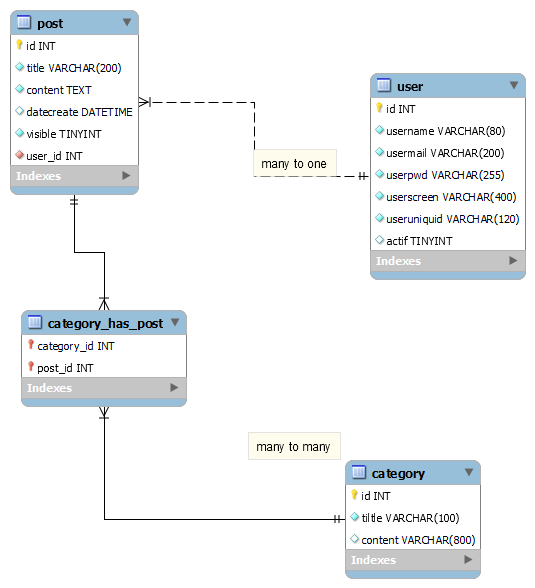 post
id INT
title VARCHAR(200)
content TEXT
datecreate DATETIME
visible TINYINT
user_id INT
Indexes
user
id INT
username VARCHAR(80)
usermail VARCHAR(200)
userpwd VARCHAR(255)
userscreen VARCHAR(400)
useruniquid VARCHAR(120)
actif TINYINT
Indexes
many to one
category_has_post
category_id INT
post_id INT
Indexes
many to many
category
id INT
tiltle VARCHAR(100)
content VARCHAR(800)
Indexes